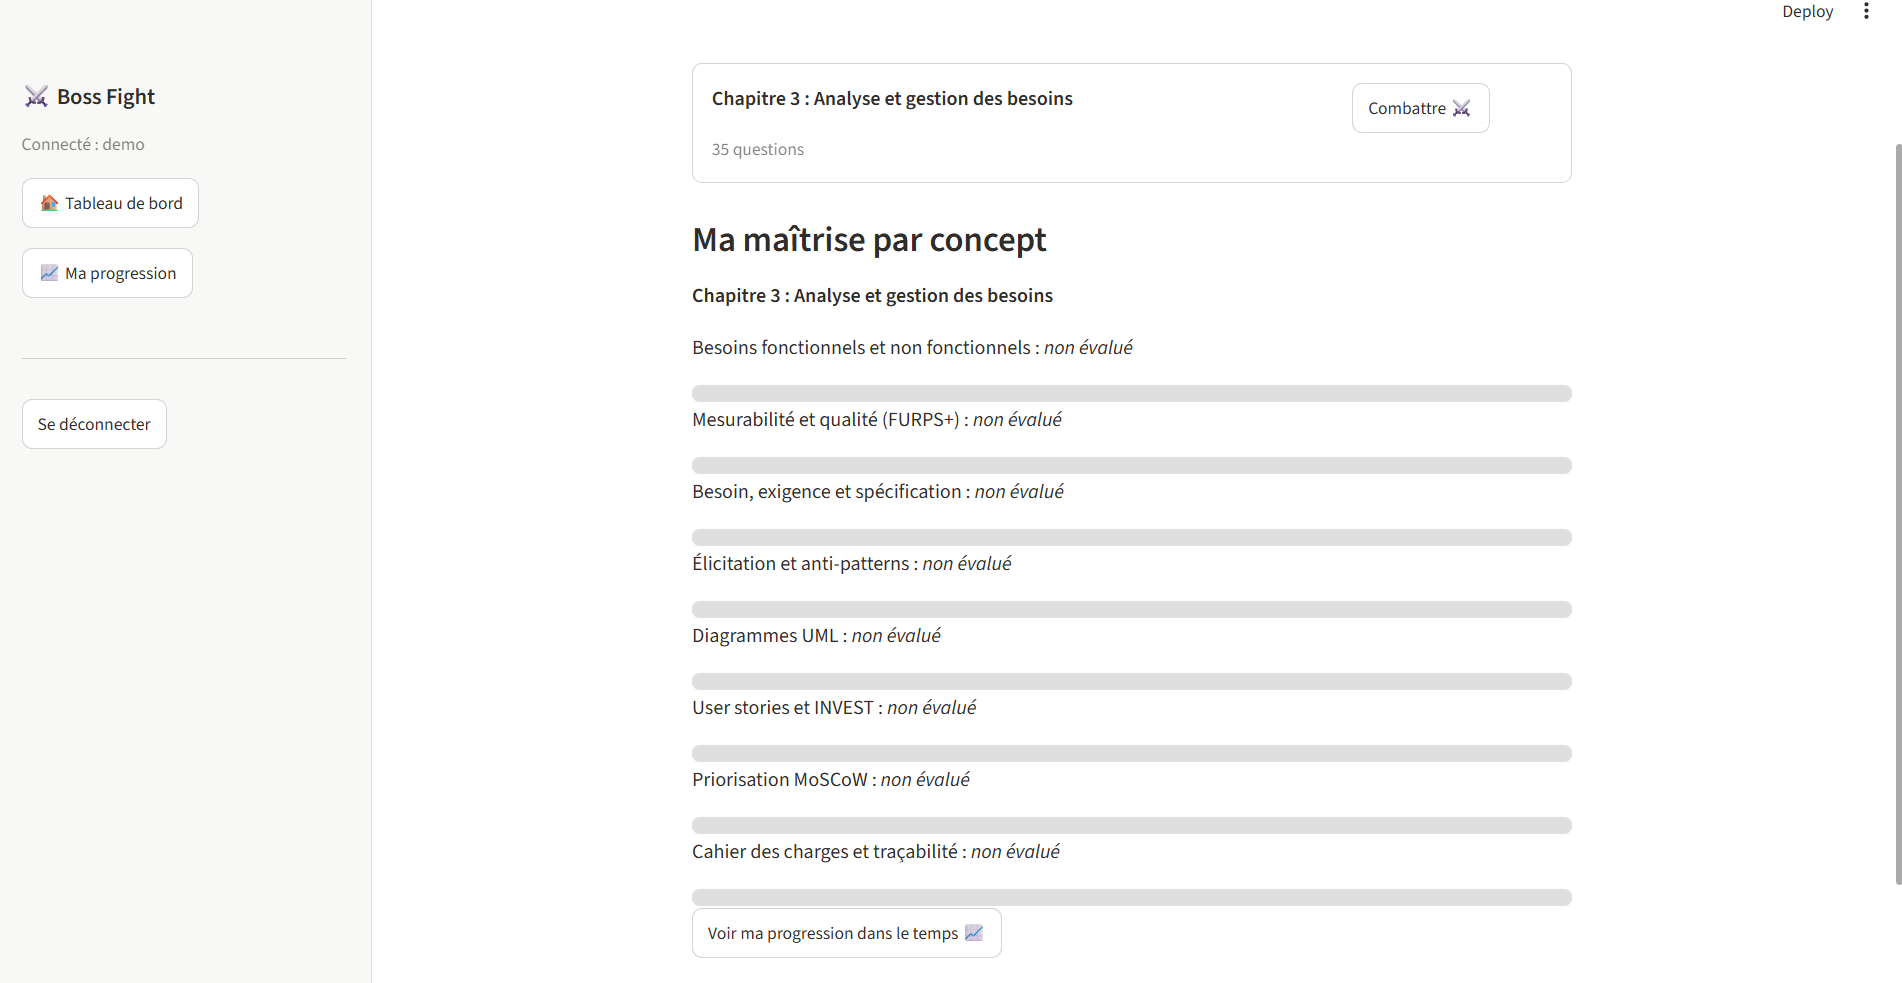 Deploy
Boss Fight
Connecté : demo
Tableau de bord
Ma progression
Se déconnecter
Chapitre 3 : Analyse et gestion des besoins
Combattre
35 questions
Ma maîtrise par concept
Chapitre 3 : Analyse et gestion des besoins
Besoins fonctionnels et non fonctionnels : non évalué
Mesurabilité et qualité (FURPS+) : non évalué
Besoin, exigence et spécification : non évalué
Élicitation et anti-patterns : non évalué
Diagrammes UML : non évalué
User stories et INVEST : non évalué
Priorisation MoSCoW : non évalué
Cahier des charges et traçabilité : non évalué
Voir ma progression dans le temps